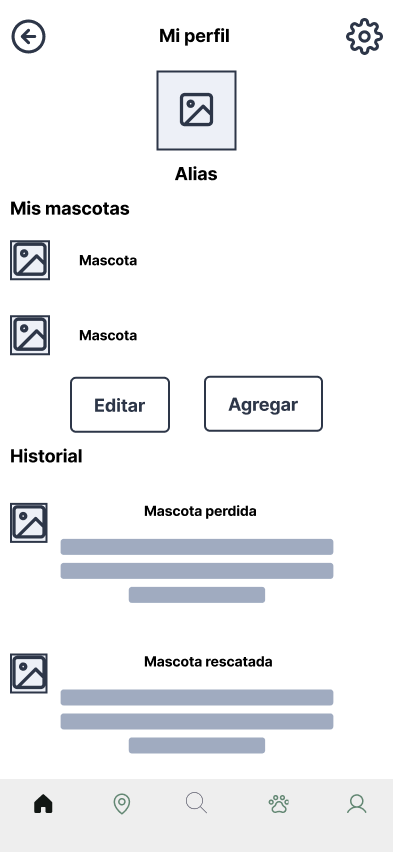 Mi perfil
Alias
Mis mascotas
Mascota
Mascota
Editar
Agregar
Historial
Mascota perdida
Mascota rescatada